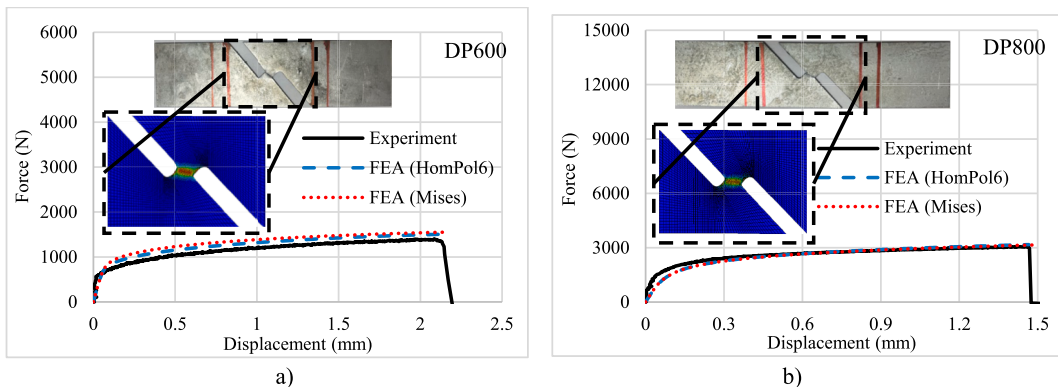 DP600
Force (N)
6000
5000
4000
3000
2000
1000
0
Experiment
FEA (HomPol6)
FEA (Mises)
0
0.5
1
1.5
2
2.5
Displacement (mm)
a)
DP800
Force (N)
15000
12000
9000
6000
3000
0
Experiment
FEA (HomPol6)
FEA (Mises)
0
0.3
0.6
0.9
1.2
1.5
Displacement (mm)
b)